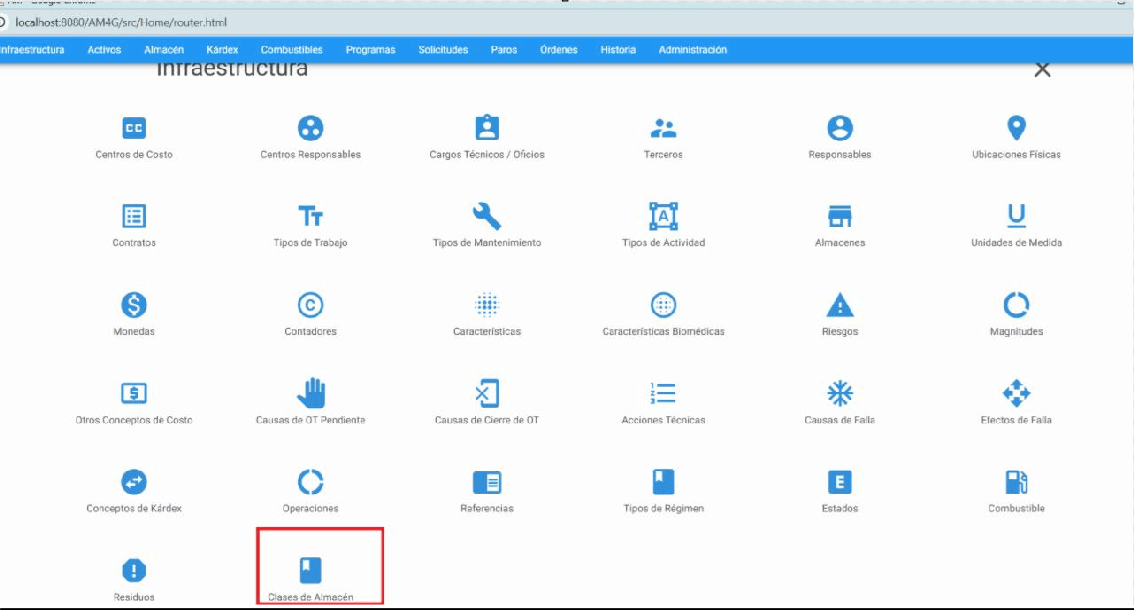 localhost:8080/AM4G/src/Home/router.html
Infraestructura Activos Almacén Kárdex Combustibles Programas Solicitudes Paros Órdenes Historia Administración
Infraestructura
CC
Centros de Costo Centros Responsables Cargos Técnicos / Oficios Terceros Responsables Ubicaciones Físicas
TT A U
Contratos Tipos de Trabajo Tipos de Mantenimiento Tipos de Actividad Almacenes Unidades de Medida
$ C
Monedas Contadores Características Características Biomédicas Riesgos Magnitudes
$
Otros Conceptos de Costo Causas de OT Pendiente Causas de Cierre de OT Acciones Técnicas Causas de Falla Efectos de Falla
E
Conceptos de Kárdex Operaciones Referencias Tipos de Régimen Estados Combustible
Residuos Clases de Almacén